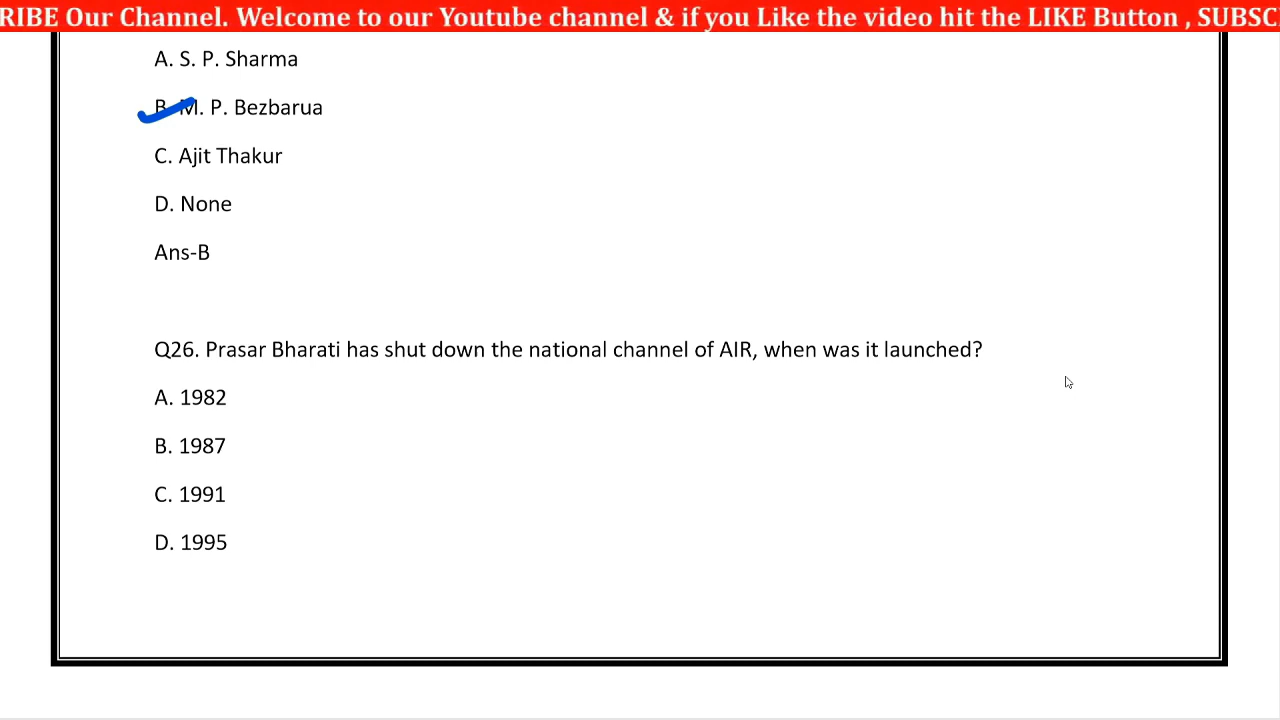 RIBE Our Channel. Welcome to our Youtube channel & if you Like the video hit the LIKE Button , SUBSC
A. S. P. Sharma
B. M. P. Bezbarua
C. Ajit Thakur
D. None
Ans-B
Q26. Prasar Bharati has shut down the national channel of AIR, when was it launched?
A. 1982
B. 1987
C. 1991
D. 1995